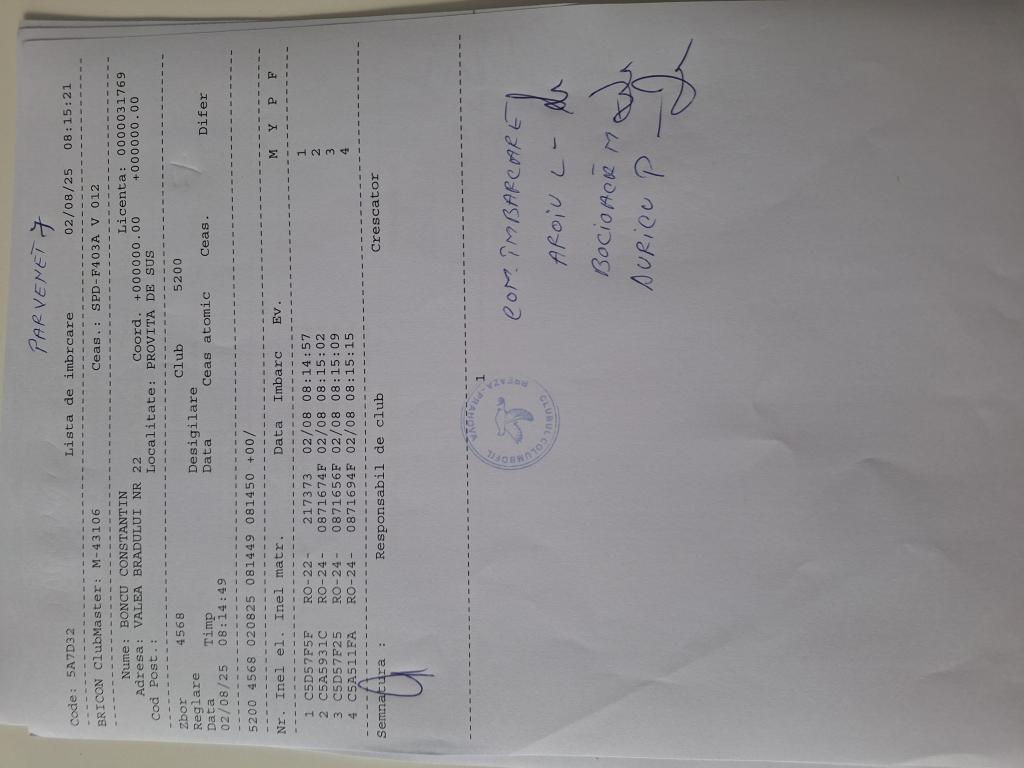 PARVENET 7
Code: 5A7D32 Lista de imbrcare 02/08/25 08:15:21
BRICON ClubMaster: M-43106 Ceas.: SPD-F403A V 012
Nume: BONCU CONSTANTIN Licenta: 0000031769
Adresa: VALEA BRADULUI NR 22 Coord. +000000.00 +000000.00
Cod Post.: Localitate: PROVITA DE SUS
Zbor 4568 Club 5200
Reglare Desigilare
Data Timp Data Ceas atomic Ceas. Difer
02/08/25 08:14:49
5200 4568 020825 081449 081450 +00/
Nr. Inel el. Inel matr. Data Imbarc Ev. M Y P F
1 C5D57F5F RO-22- 217373 02/08 08:14:57 1
2 C5A5931C RO-24- 0871674F 02/08 08:15:02 2
3 C5D57F25 RO-24- 0871656F 02/08 08:15:09 3
4 C5A511FA RO-24- 0871694F 02/08 08:15:15 4
Semnatura : Responsabil de club Crescator
1
COM. IMBARCARE
AROIU L -
BOCIOACĂ M
NURICU P